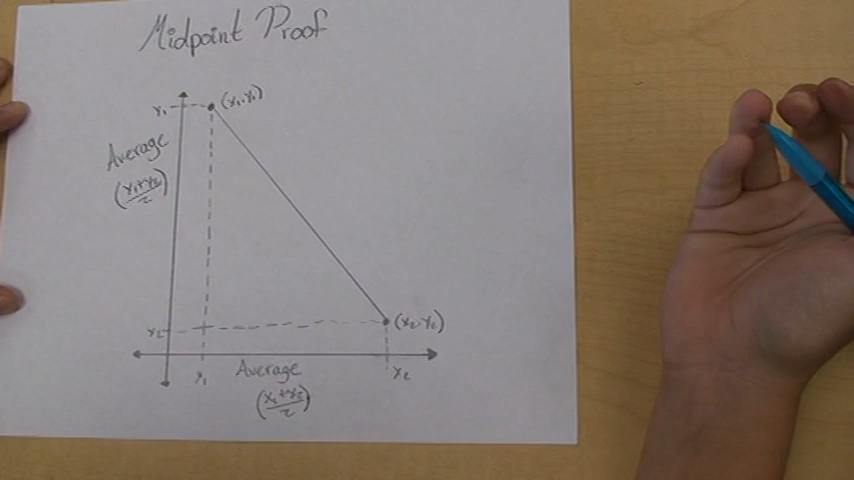 Midpoint Proof
y₁ (x₁, y₁)
Average
(y₁+y₂)/2
y₂ (x₂, y₂)
x₁ Average x₂
(x₁+x₂)/2